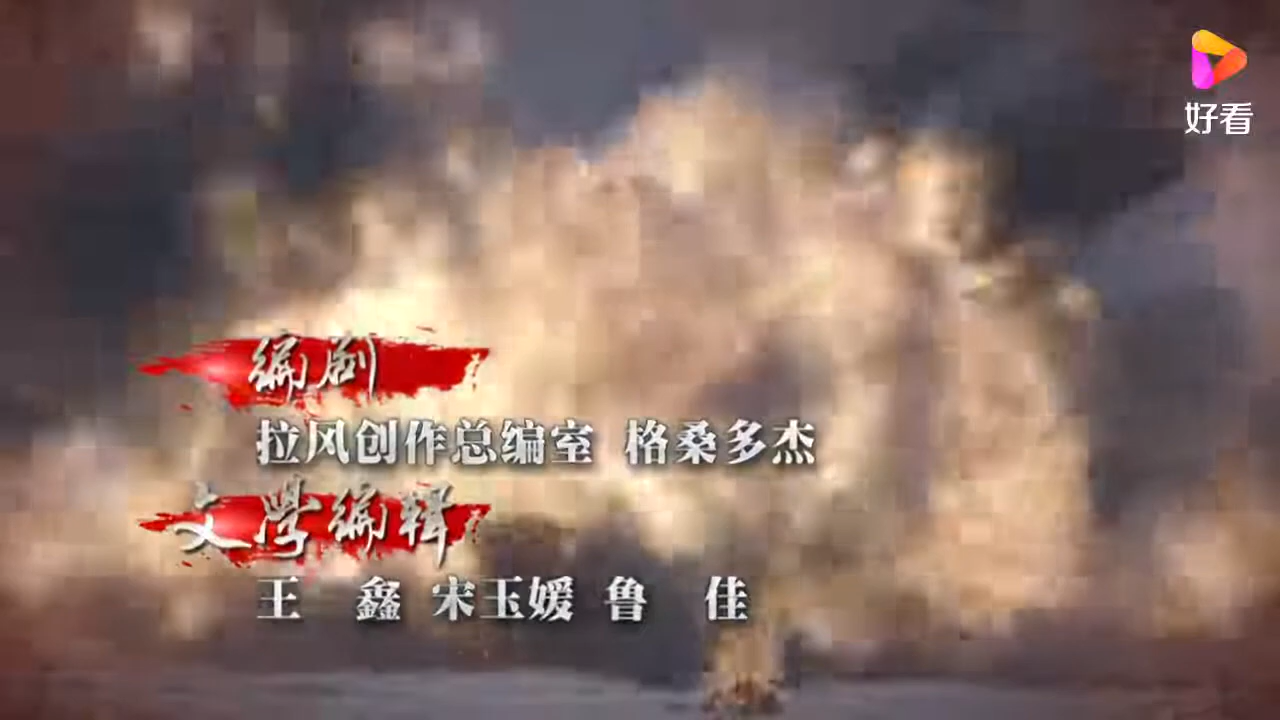 好看
编剧
拉风创作总编室 格桑多杰
文学编辑
王 鑫 宋玉媛 鲁 佳